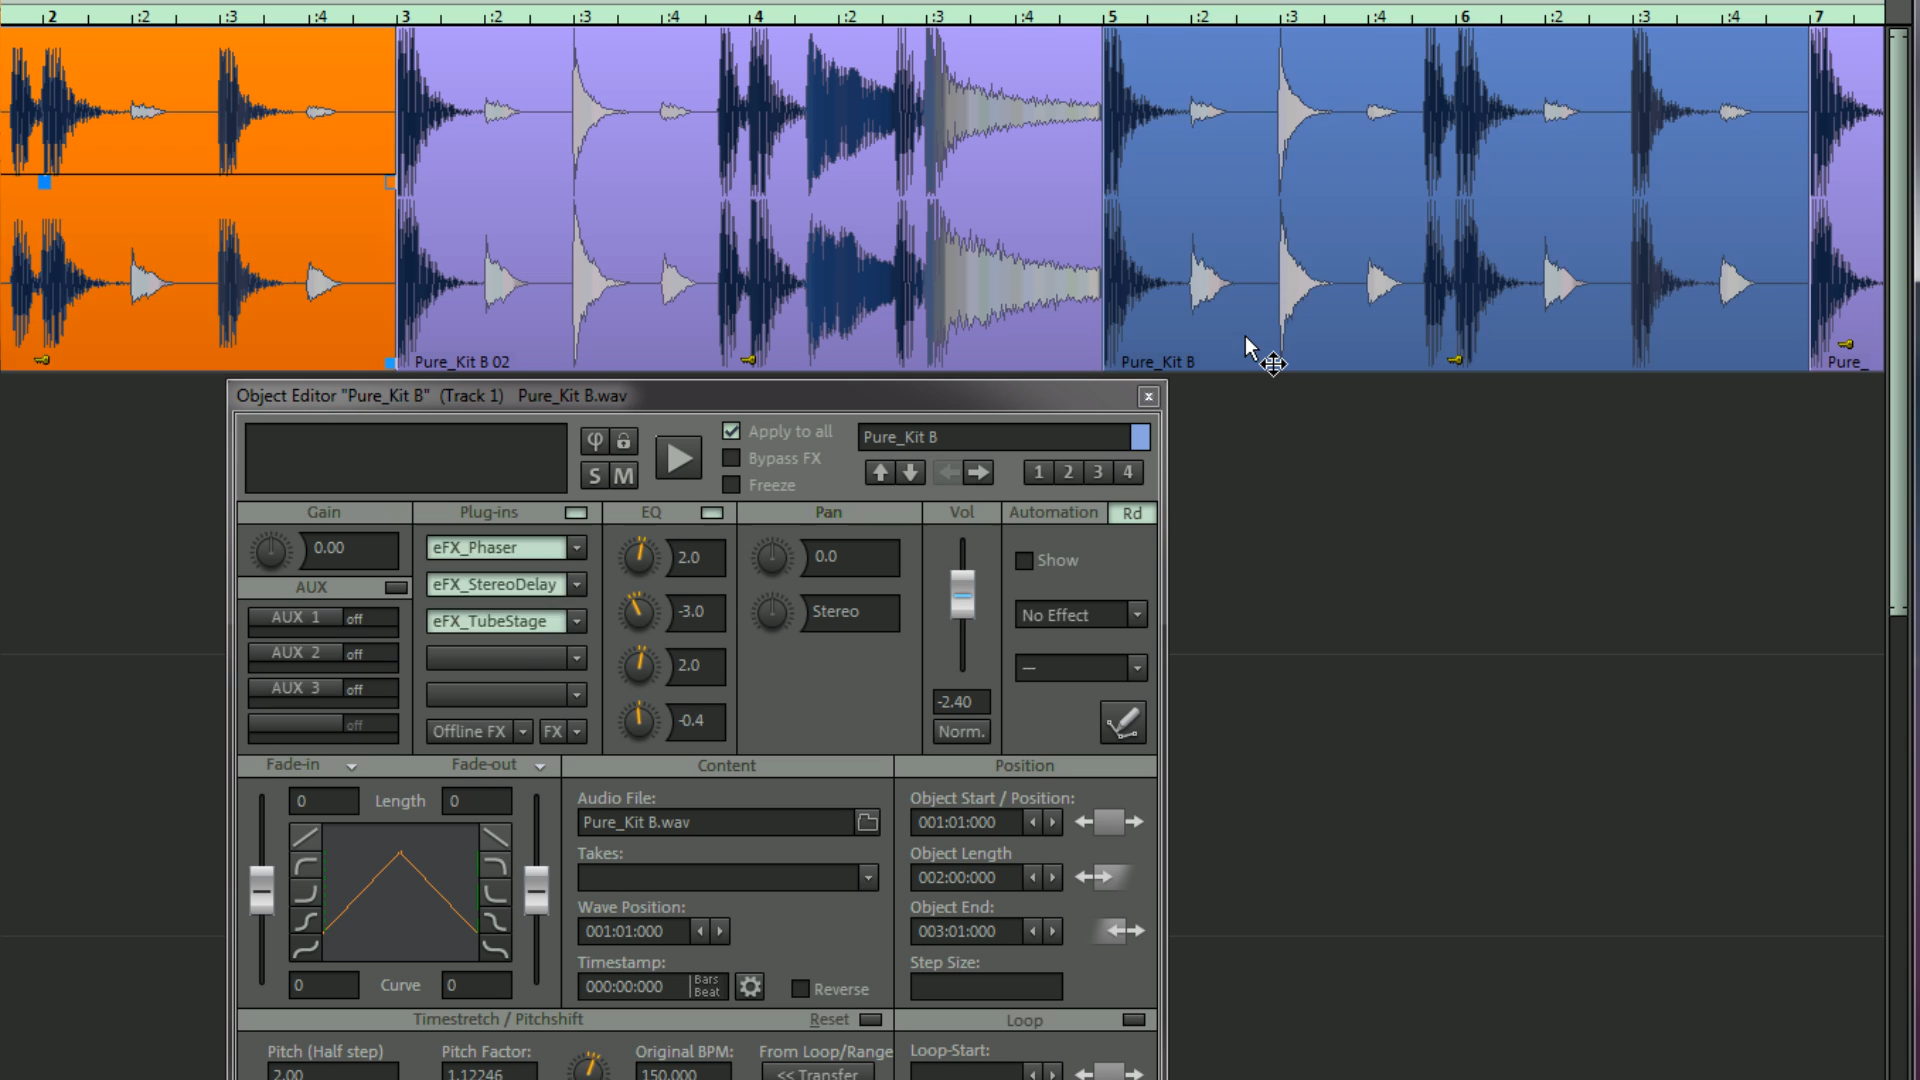 2 :2 :3 :4 3 :2 :4 4 :2 :3 :4 5 :2 :3 :4 6 :2 :3 :4 7
Pure_Kit B 02 Pure_Kit B Pure_
Object Editor "Pure_Kit B" (Track 1) Pure_Kit B.wav x
φ Apply to all Pure_Kit B
Bypass FX
S M Freeze 1 2 3 4
Gain Plug-ins EQ Pan Vol Automation Rd
0.00 eFX_Phaser 2.0 0.0 Show
AUX eFX_StereoDelay
AUX 1 off eFX_TubeStage -3.0 Stereo No Effect
AUX 2 off 2.0 —
AUX 3 off -2.40
off Offline FX FX -0.4 Norm.
Fade-in Fade-out Content Position
0 Length 0 Audio File: Object Start / Position:
Pure_Kit B.wav 001:01:000
Takes: Object Length
002:00:000
Wave Position: Object End:
001:01:000 003:01:000
Timestamp: Step Size:
0 Curve 0 000:00:000 Bars Beat Reverse
Timestretch / Pitchshift Reset Loop
Pitch (Half step) Pitch Factor: Original BPM: From Loop/Range Loop-Start:
2.00 1.12246 150.000 << Transfer